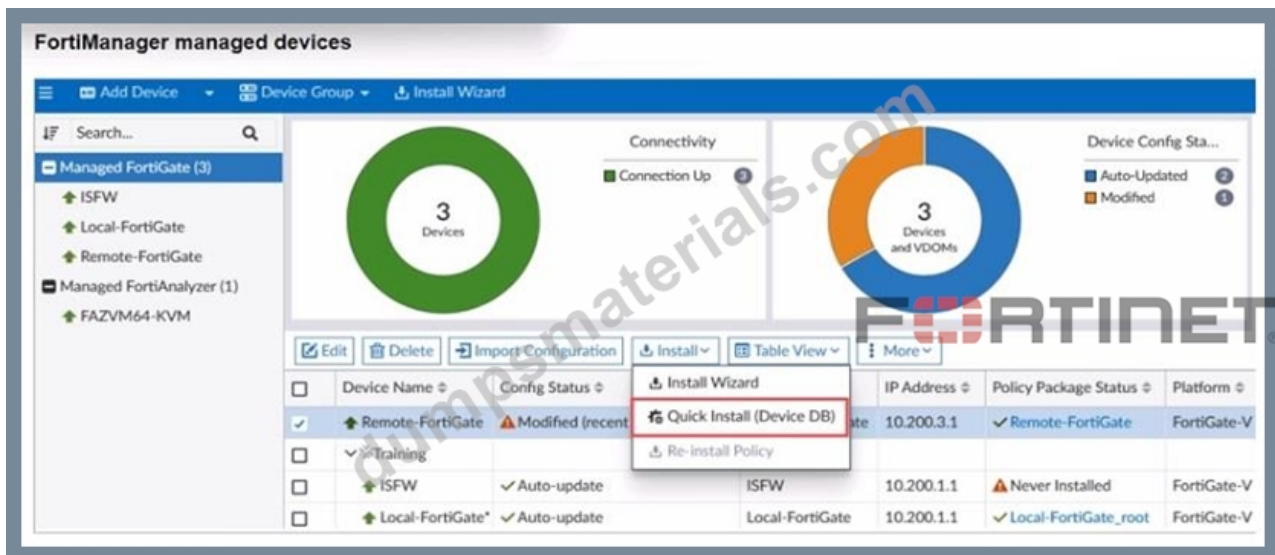 FortiManager managed devices
Add Device Device Group Install Wizard
Search...
Managed FortiGate (3)
ISFW
Local-FortiGate
Remote-FortiGate
Managed FortiAnalyzer (1)
FAZVM64-KVM
3
Devices
Connectivity
Connection Up 3
3
Devices
and VDOMs
Device Config Sta...
Auto-Updated 2
Modified 1
FORTINET
dumpsmaterials.com
Edit Delete Import Configuration Install Table View More
Install Wizard
Quick Install (Device DB)
Re-install Policy
Device Name Config Status IP Address Policy Package Status Platform
Remote-FortiGate Modified (recent te 10.200.3.1 Remote-FortiGate FortiGate-V
Training
ISFW Auto-update ISFW 10.200.1.1 Never Installed FortiGate-V
Local-FortiGate* Auto-update Local-FortiGate 10.200.1.1 Local-FortiGate_root FortiGate-V